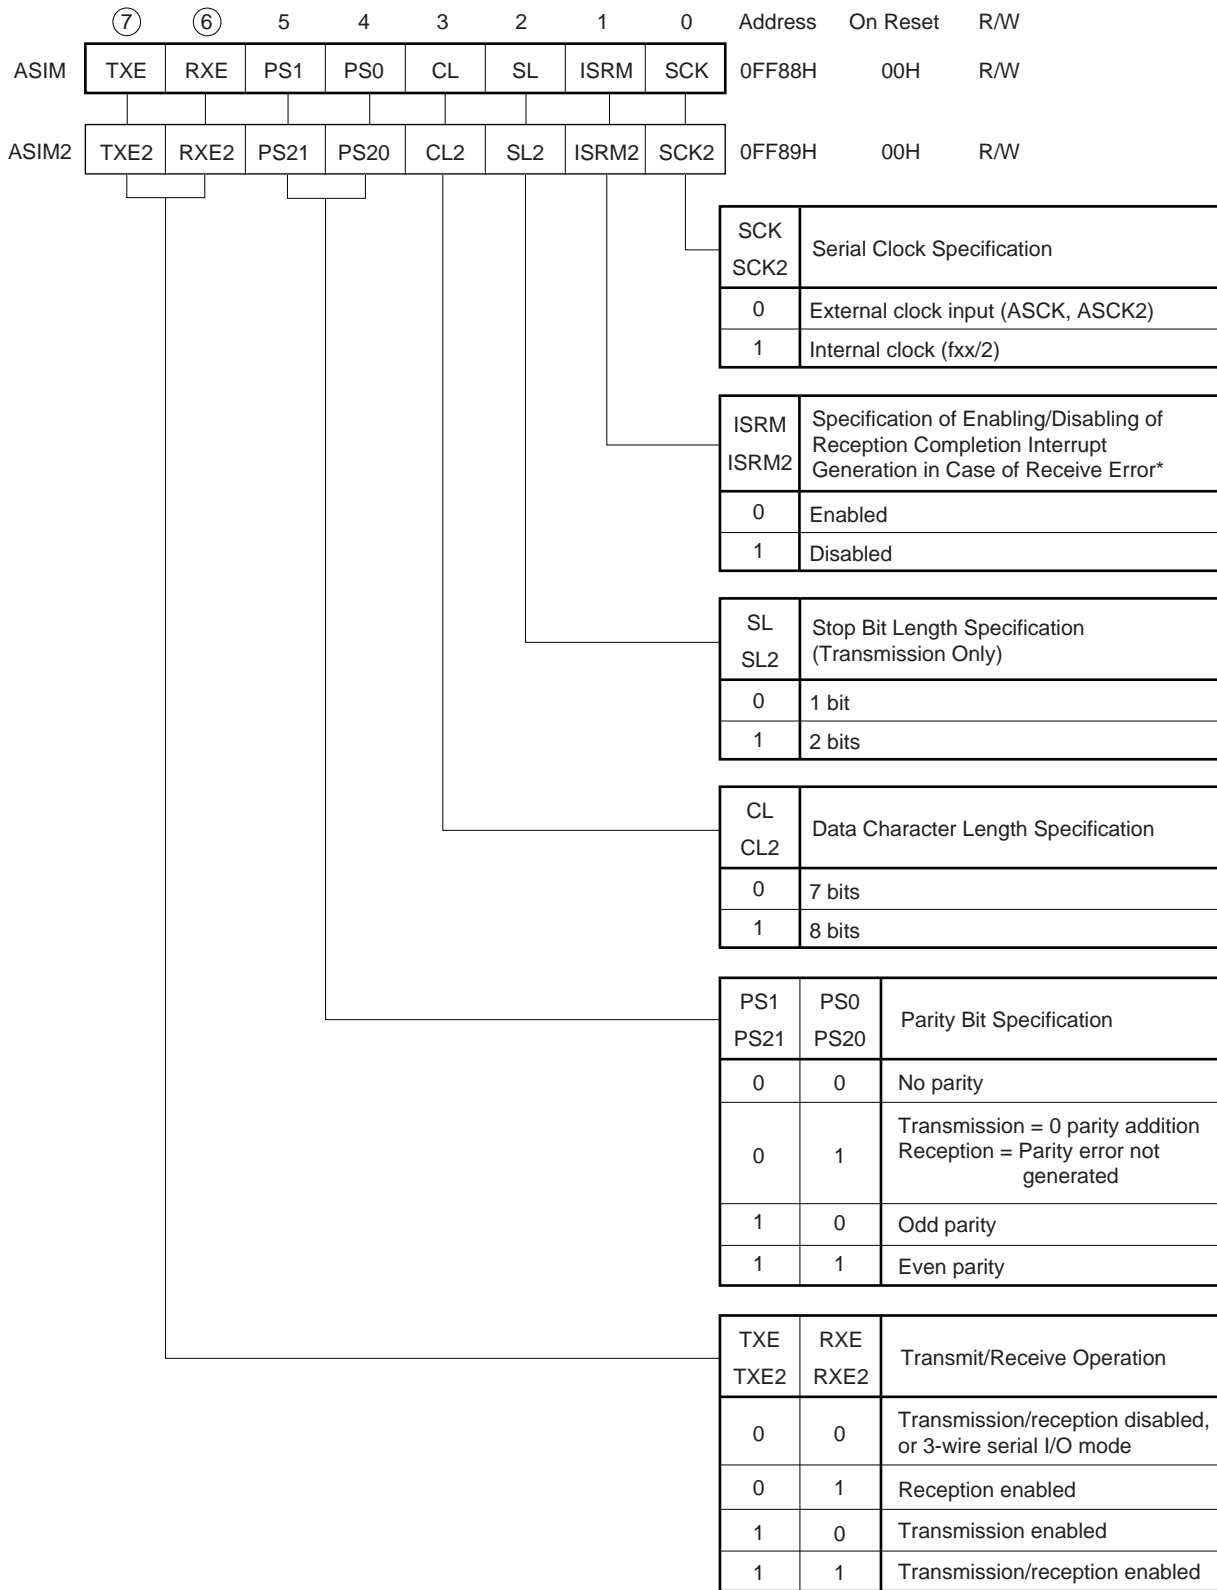 7 6 5 4 3 2 1 0 Address On Reset R/W
ASIM TXE RXE PS1 PS0 CL SL ISRM SCK 0FF88H 00H R/W
ASIM2 TXE2 RXE2 PS21 PS20 CL2 SL2 ISRM2 SCK2 0FF89H 00H R/W
SCK
SCK2
Serial Clock Specification
0 External clock input (ASCK, ASCK2)
1 Internal clock (fxx/2)
ISRM
ISRM2
Specification of Enabling/Disabling of
Reception Completion Interrupt
Generation in Case of Receive Error*
0 Enabled
1 Disabled
SL
SL2
Stop Bit Length Specification
(Transmission Only)
0 1 bit
1 2 bits
CL
CL2
Data Character Length Specification
0 7 bits
1 8 bits
PS1 PS0
PS21 PS20
Parity Bit Specification
0 0 No parity
0 1 Transmission = 0 parity addition
Reception = Parity error not
generated
1 0 Odd parity
1 1 Even parity
TXE RXE
TXE2 RXE2
Transmit/Receive Operation
0 0 Transmission/reception disabled,
or 3-wire serial I/O mode
0 1 Reception enabled
1 0 Transmission enabled
1 1 Transmission/reception enabled